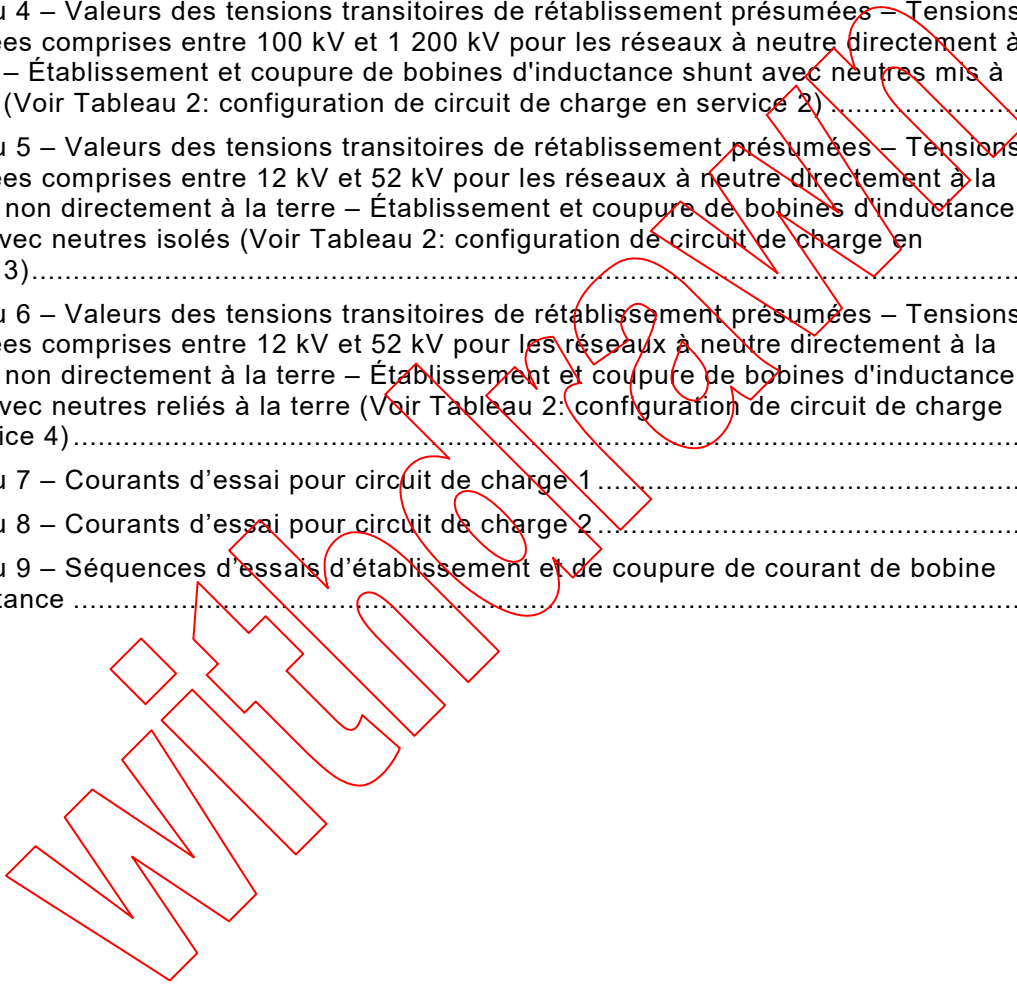 u 4 – Valeurs des tensions transitoires de rétablissement présumées – Tensions
ées comprises entre 100 kV et 1 200 kV pour les réseaux à neutre directement à
– Établissement et coupure de bobines d'inductance shunt avec neutres mis à
(Voir Tableau 2: configuration de circuit de charge en service 2) ......................
u 5 – Valeurs des tensions transitoires de rétablissement présumées – Tensions
ées comprises entre 12 kV et 52 kV pour les réseaux à neutre directement à la
non directement à la terre – Établissement et coupure de bobines d'inductance
vec neutres isolés (Voir Tableau 2: configuration de circuit de charge en
3)......................................................................................................................
u 6 – Valeurs des tensions transitoires de rétablissement présumées – Tensions
ées comprises entre 12 kV et 52 kV pour les réseaux à neutre directement à la
non directement à la terre – Établissement et coupure de bobines d'inductance
vec neutres reliés à la terre (Voir Tableau 2: configuration de circuit de charge
ice 4).................................................................................................................
u 7 – Courants d’essai pour circuit de charge 1..................................................
u 8 – Courants d’essai pour circuit de charge 2..................................................
u 9 – Séquences d’essais d’établissement et de coupure de courant de bobine
tance .................................................................................................................
withdrawn